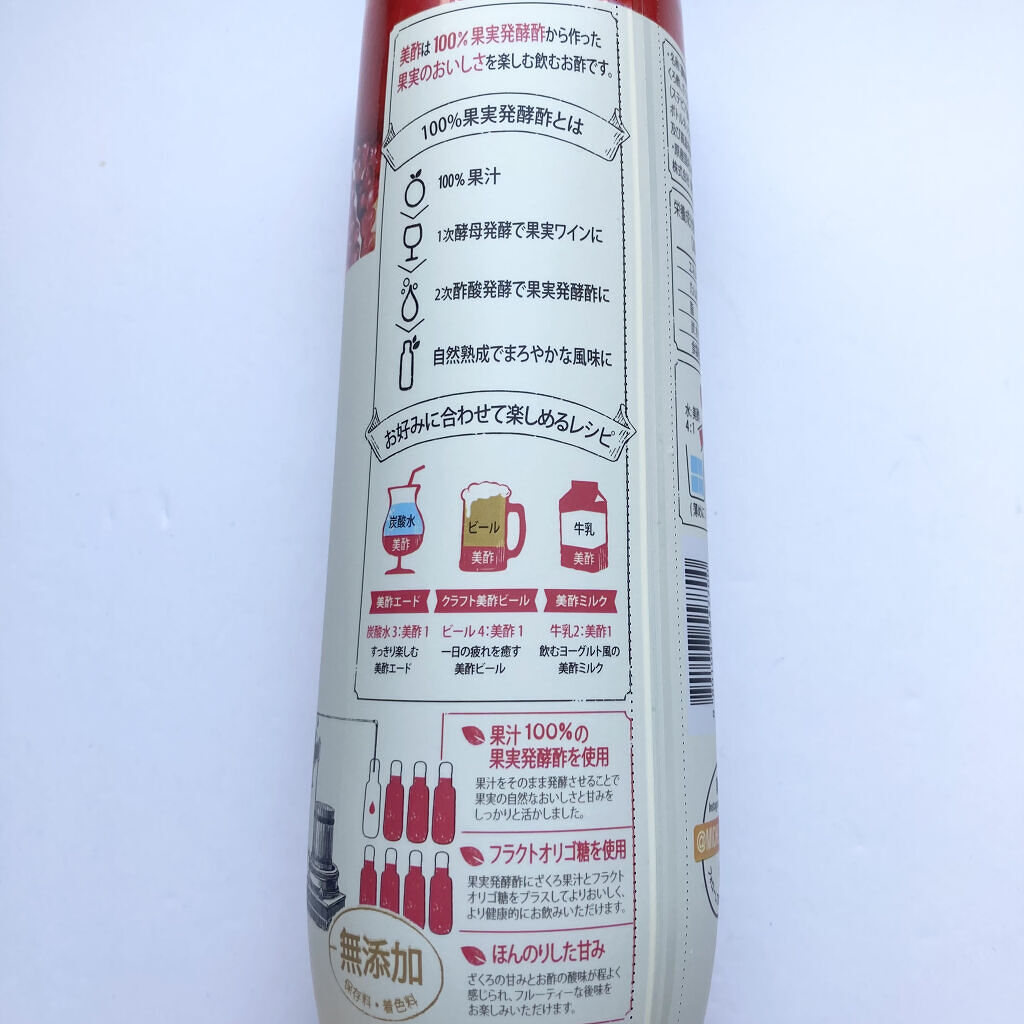 美酢は100%果実発酵酢から作った
果実のおいしさを楽しむ飲むお酢です。
100%果実発酵酢とは
100%果汁
1次酵母発酵で果実ワインに
2次酢酸発酵で果実発酵酢に
自然熟成でまろやかな風味に
お好みに合わせて楽しめるレシピ
炭酸水
美酢
ビール
美酢
牛乳
美酢
美酢エード
クラフト美酢ビール
美酢ミルク
炭酸水3:美酢1
ビール4:美酢1
牛乳2:美酢1
すっきり楽しむ
美酢エード
一日の疲れを癒す
美酢ビール
飲むヨーグルト風の
美酢ミルク
果汁100%の
果実発酵酢を使用
果汁をそのまま発酵させることで
果実の自然なおいしさと甘みを
しっかりと活かしました。
フラクトオリゴ糖を使用
果実発酵酢にざくろ果汁とフラクト
オリゴ糖をプラスしてよりおいしく、
より健康的にお飲みいただけます。
ほんのりした甘み
ざくろの甘みとお酢の酸味が程よく
感じられ、フルーティーな後味を
お楽しみいただけます。
無添加
保存料・着色料
株式会社
栄養成
水:美酢
4:1